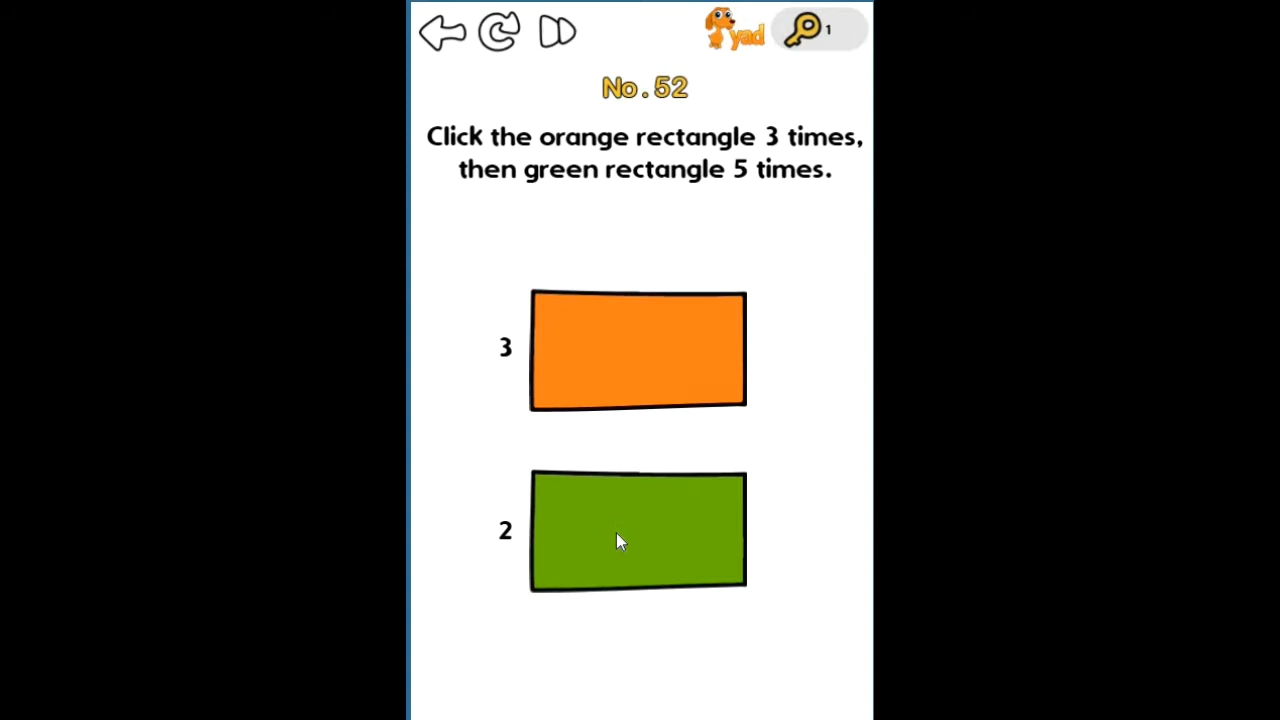 yad
1
No.52
Click the orange rectangle 3 times,
then green rectangle 5 times.
3
2